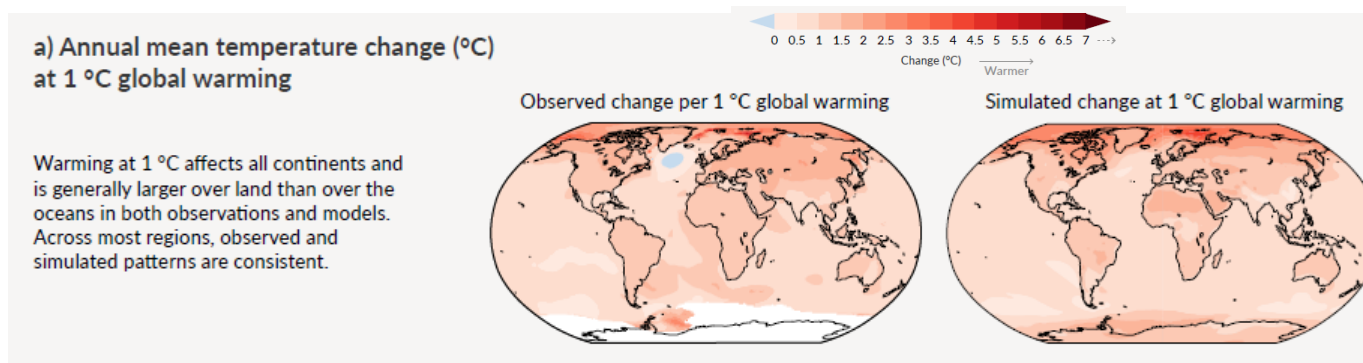 a) Annual mean temperature change (°C)
at 1 °C global warming
0 0.5 1 1.5 2 2.5 3 3.5 4 4.5 5 5.5 6 6.5 7
Change (°C)
Warmer
Warming at 1 °C affects all continents and
is generally larger over land than over the
oceans in both observations and models.
Across most regions, observed and
simulated patterns are consistent.
Observed change per 1 °C global warming
Simulated change at 1 °C global warming